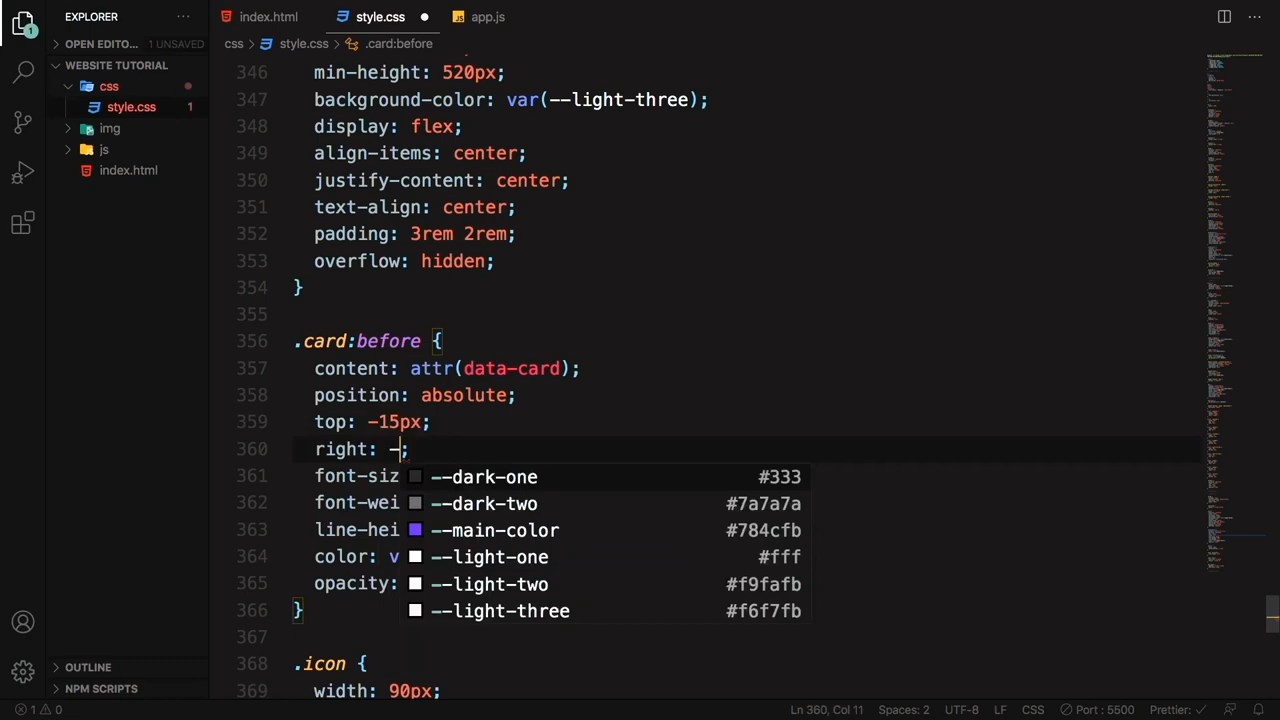 EXPLORER
index.html
style.css
app.js
OPEN EDITO... 1 UNSAVED
css > style.css > .card:before
WEBSITE TUTORIAL
css
style.css 1
img
js
index.html
346 min-height: 520px;
347 background-color: var(--light-three);
348 display: flex;
349 align-items: center;
350 justify-content: center;
351 text-align: center;
352 padding: 3rem 2rem;
353 overflow: hidden;
354 }
355
356 .card:before {
357 content: attr(data-card);
358 position: absolute;
359 top: -15px;
360 right: -;
361 font-siz
362 font-wei
363 line-hei
364 color: v
365 opacity:
366 }
367
368 .icon {
369 width: 90px;
--dark-one #333
--dark-two #7a7a7a
--main-color #784cfb
--light-one #fff
--light-two #f9fafb
--light-three #f6f7fb
OUTLINE
NPM SCRIPTS
1 0 Ln 360, Col 11 Spaces: 2 UTF-8 LF CSS Port : 5500 Prettier: ✓